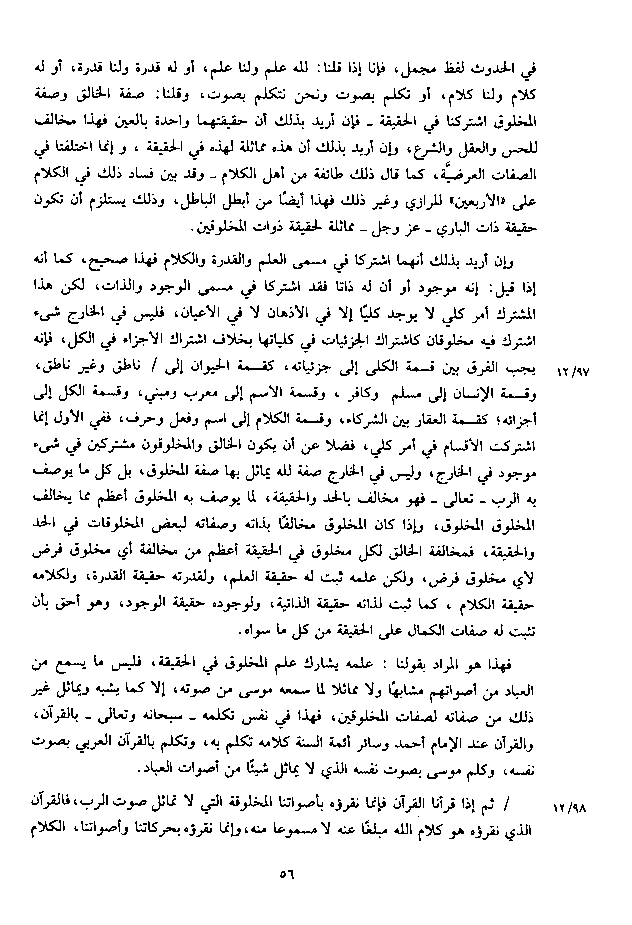 في الحدوث لفظ مجمل، فإنا إذا قلنا: لله علم ولنا علم، أو له قدرة ولنا قدرة، أو له
كلام ولنا كلام، أو تكلم بصوت ونحن نتكلم بصوت، وقلنا: صفة الخالق وصفة
المخلوق اشتركتا في الحقيقة ـ فإن أريد بذلك أن حقيقتهما واحدة بالعين فهذا مخالف
للحس والعقل والشرع، وإن أريد بذلك أن هذه مماثلة لهذه في الحقيقة ، و إنما اختلفتا في
الصفات العرضيَّة، كما قال ذلك طائفة من أهل الكلام ـ وقد بين فساد ذلك في الكلام
على «الأربعين» للرازي وغير ذلك فهذا أيضًا من أبطل الباطل، وذلك يستلزم أن تكون
حقيقة ذات الباري ـ عز وجل ـ مماثلة لحقيقة ذوات المخلوقين.
وإن أريد بذلك أنهما اشتركا في مسمى العلم والقدرة والكلام فهذا صحيح، كما أنه
إذا قيل: إنه موجود أو أن له ذاتا فقد اشتركا في مسمى الوجود والذات، لكن هذا
المشترك أمر كلي لا يوجد كليًا إلا في الأذهان لا في الأعيان، فليس في الخارج شىء
اشترك فيه مخلوقان كاشتراك الجزئيات في كلياتها بخلاف اشتراك الأجزاء في الكل، فإنه
يجب الفرق بين قسمة الكلى إلى جزئياته، كقسمة الحيوان إلى / ناطق وغير ناطق، ١٢/٩٧
وقسمة الإنسان إلى مسلم وكافر ، وقسمة الاسم إلى معرب ومبني، وقسمة الكل إلى
أجزائه؛ كقسمة العقار بين الشركاء، وقسمة الكلام إلى اسم وفعل وحرف، ففي الأول إنما
اشتركت الأقسام في أمر كلي، فضلا عن أن يكون الخالق والمخلوقون مشتركين في شىء
موجود في الخارج، وليس في الخارج صفة لله يماثل بها صفة المخلوق، بل كل ما يوصف
به الرب ـ تعالى ـ فهو مخالف بالحد والحقيقة، لما يوصف به المخلوق أعظم مما يخالف
المخلوق المخلوق، وإذا كان المخلوق مخالفًا بذاته وصفاته لبعض المخلوقات في الحد
والحقيقة، فمخالفة الخالق لكل مخلوق في الحقيقة أعظم من مخالفة أي مخلوق فرض
لاي مخلوق فرض، ولكن علمه ثبت له حقيقة العلم، ولقدرته حقيقة القدرة، ولكلامه
حقيقة الكلام ، كما ثبت لذاته حقيقة الذاتية، ولوجوده حقيقة الوجود، وهو أحق بأن
تثبت له صفات الكمال على الحقيقة من كل ما سواه.
فهذا هو المراد بقولنا : علمه يشارك علم المخلوق في الحقيقة، فليس ما يسمع من
العباد من أصواتهم مشابهًا ولا مماثلا لما سمعه موسى من صوته، إلا كما يشبه ويماثل غير
ذلك من صفاته لصفات المخلوقين، فهذا في نفس تكلمه ـ سبحانه وتعالى ـ بالقرآن،
والقرآن عند الإمام أحمد وسائر أئمة السنة كلامه تكلم به، وتكلم بالقرآن العربي بصوت
نفسه، وكلم موسى بصوت نفسه الذي لا يماثل شيئًا من أصوات العباد.
/ ثم إذا قرأنا القرآن فإنما نقرؤه بأصواتنا المخلوقة التي لا تماثل صوت الرب، فالقرآن ١٢/٩٨
الذي نقرؤه هو كلام الله مبلغًا عنه لا مسموعا منه، وإنما نقرؤه بحركاتنا وأصواتنا، الكلام
٥٦